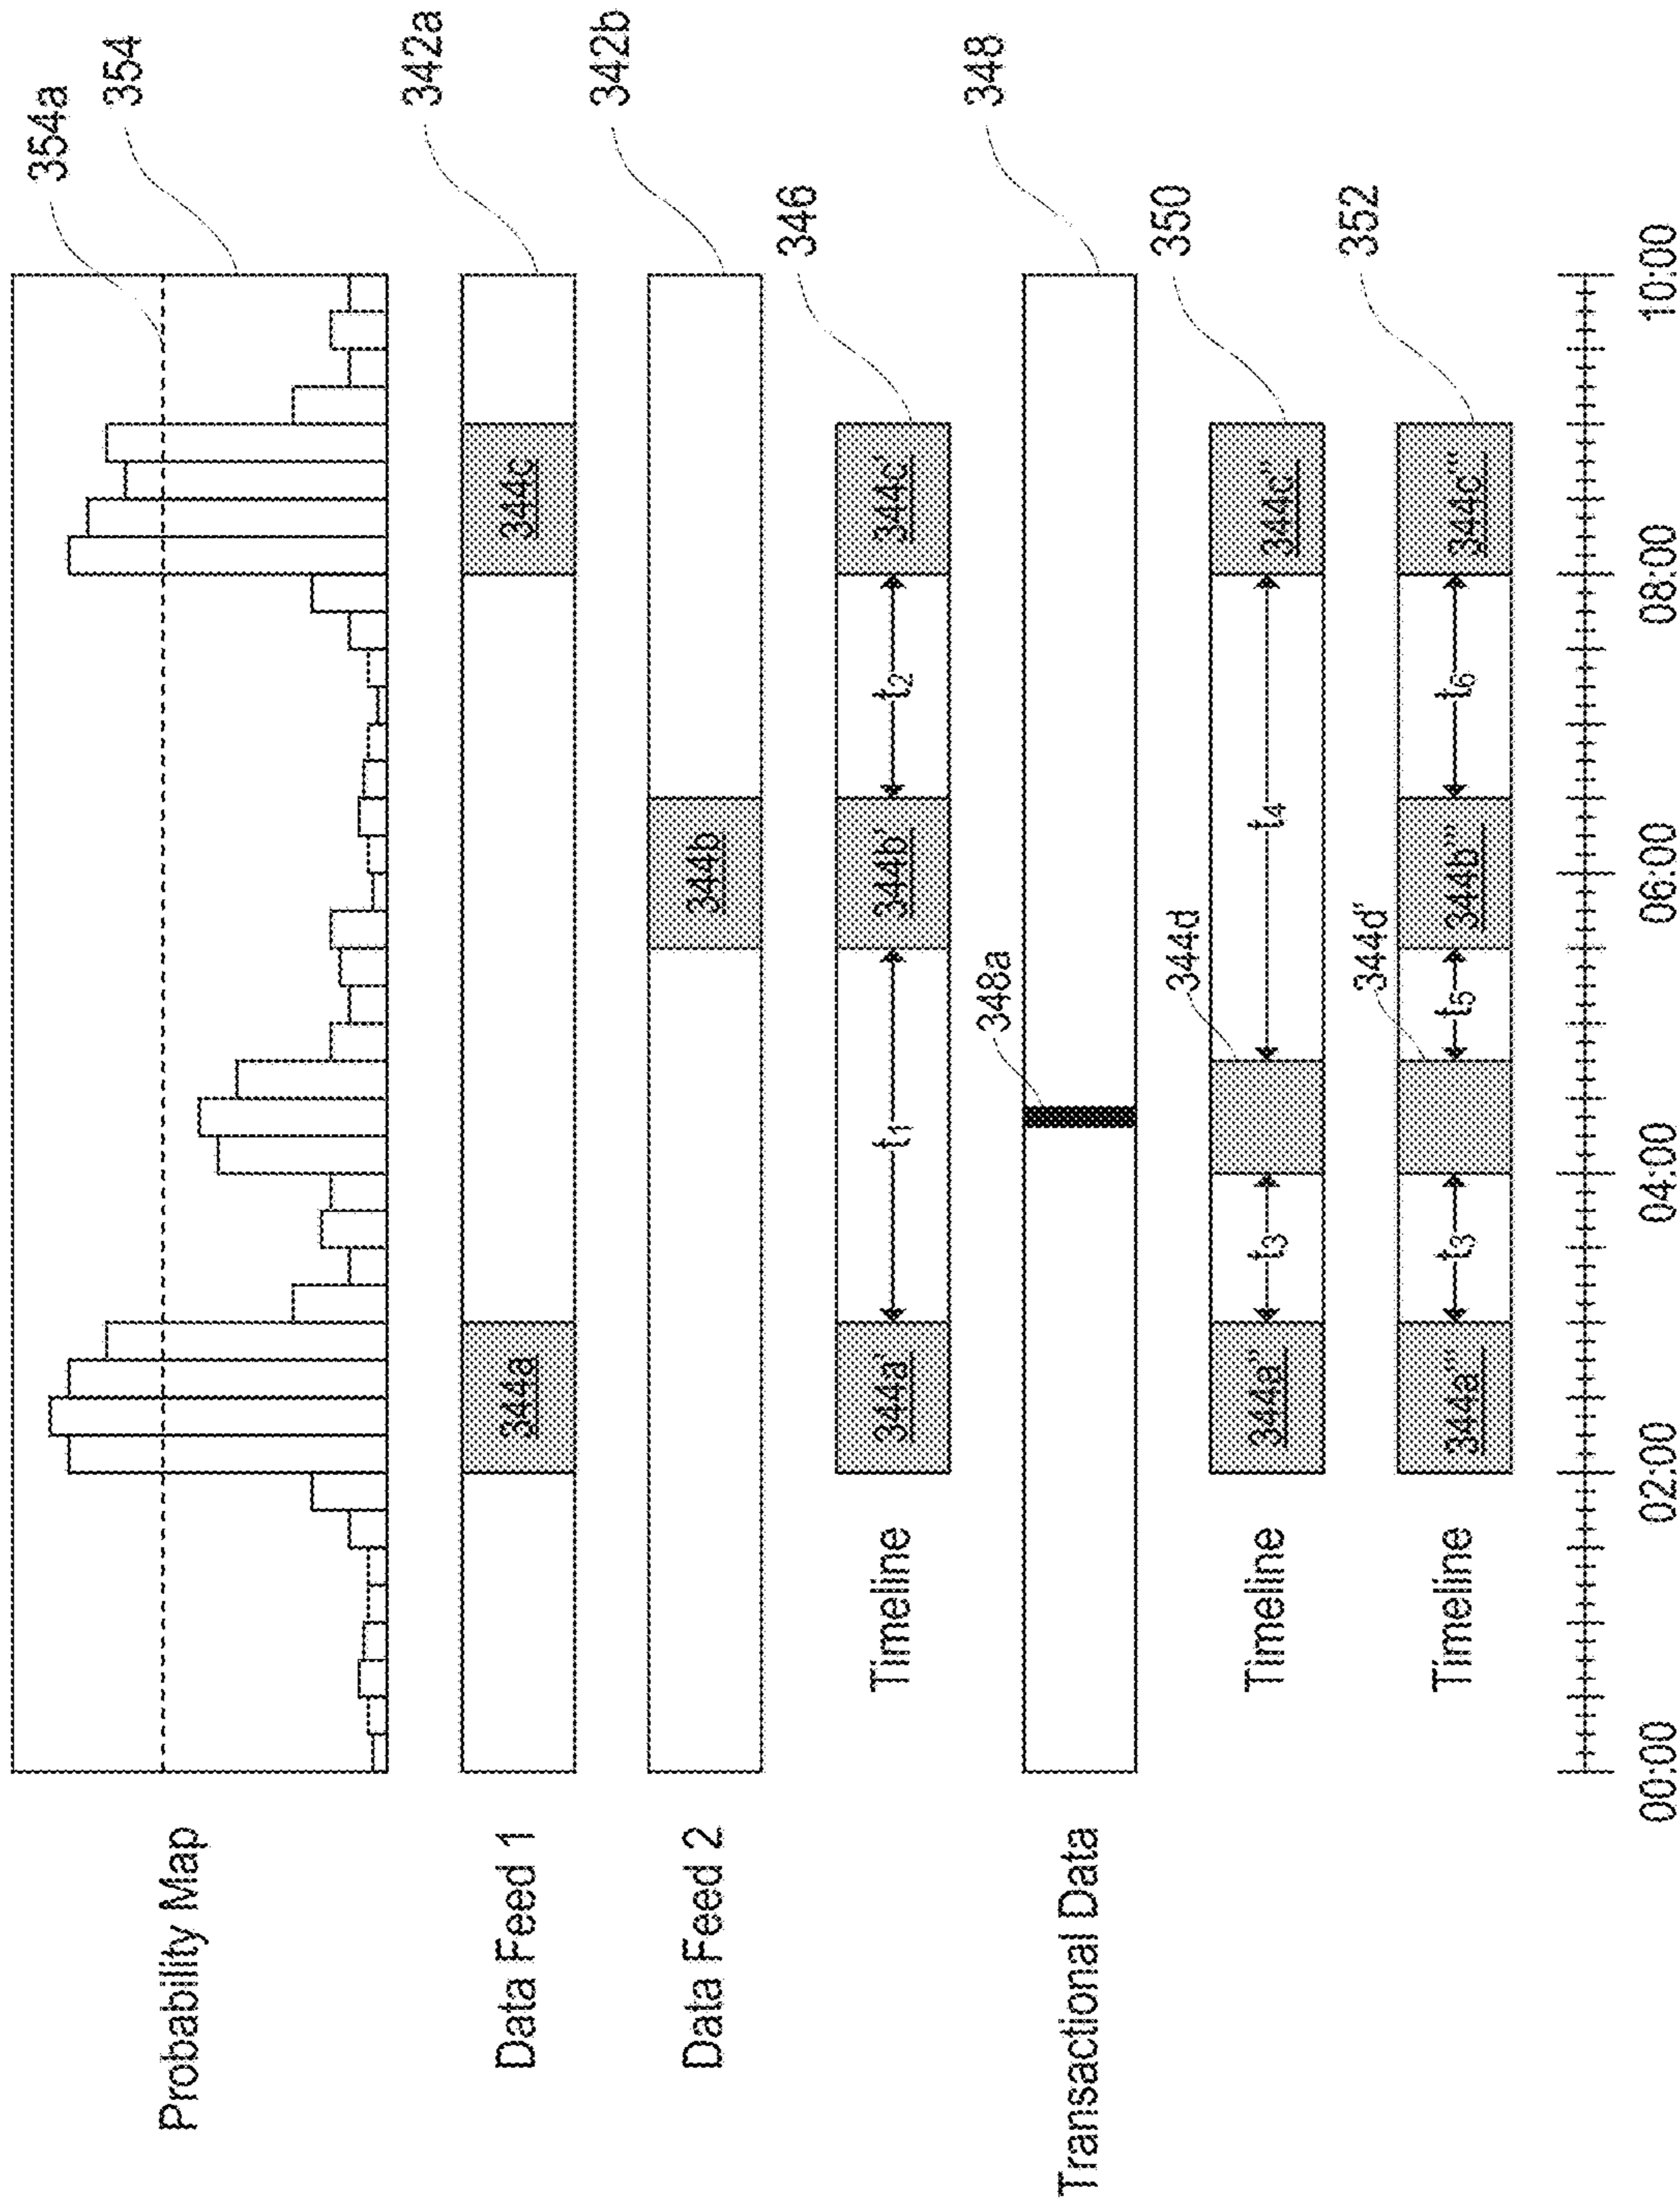 354a
Probability Map
354
Data Feed 1
344a
344c
342a
Data Feed 2
344b
342b
Timeline
344a'
t1
344b'
t2
344c'
346
348a
Transactional Data
348
344d
Timeline
344a''
t3
t4
344c''
350
344d'
Timeline
344a'''
t3
t5
344b''
t6
344c'''
352
00:00 02:00 04:00 06:00 08:00 10:00